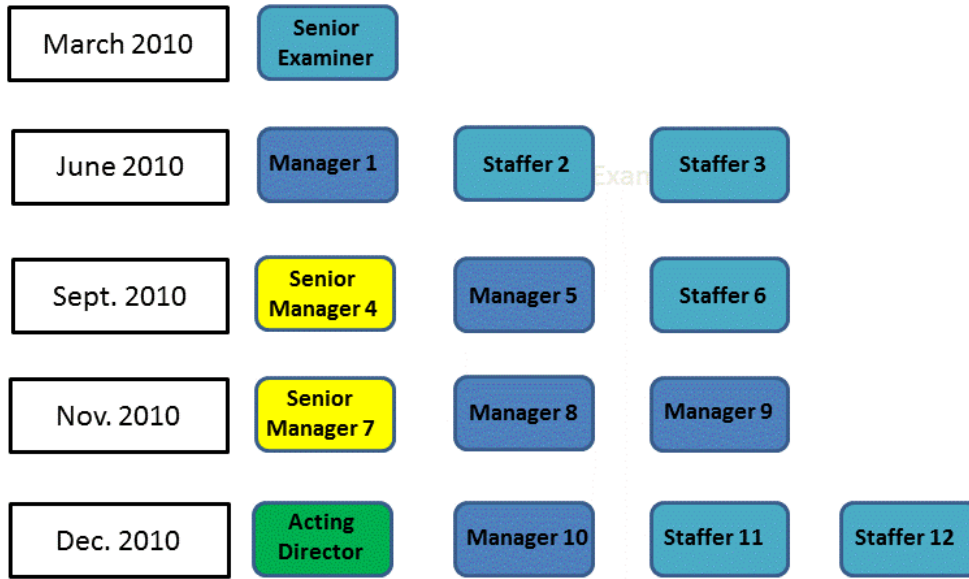 March 2010
Senior
Examiner
June 2010
Manager 1
Staffer 2
Exam
Staffer 3
Sept. 2010
Senior
Manager 4
Manager 5
Staffer 6
Nov. 2010
Senior
Manager 7
Manager 8
Manager 9
Dec. 2010
Acting
Director
Manager 10
Staffer 11
Staffer 12